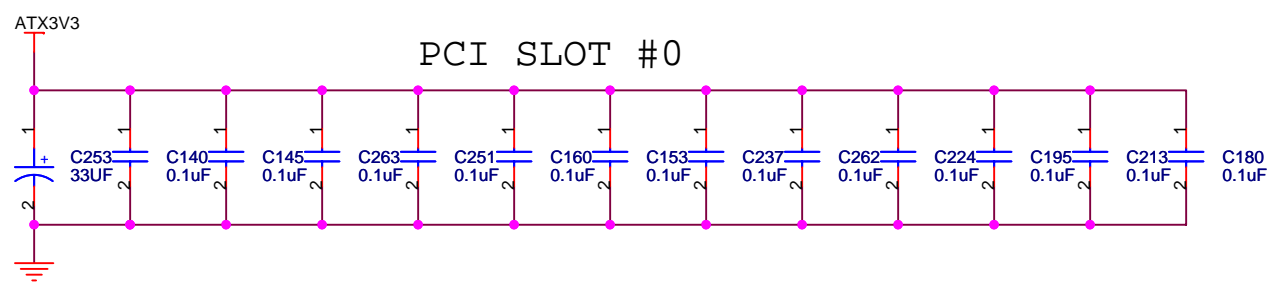 ATX3V3
PCI SLOT #0
1 1 1 1 1 1 1 1 1 1 1 1 1
+ C253 C140 C145 C263 C251 C160 C153 C237 C262 C224 C195 C213 C180
33UF 0.1uF 0.1uF 0.1uF 0.1uF 0.1uF 0.1uF 0.1uF 0.1uF 0.1uF 0.1uF 0.1uF 0.1uF
2 2 2 2 2 2 2 2 2 2 2 2 2